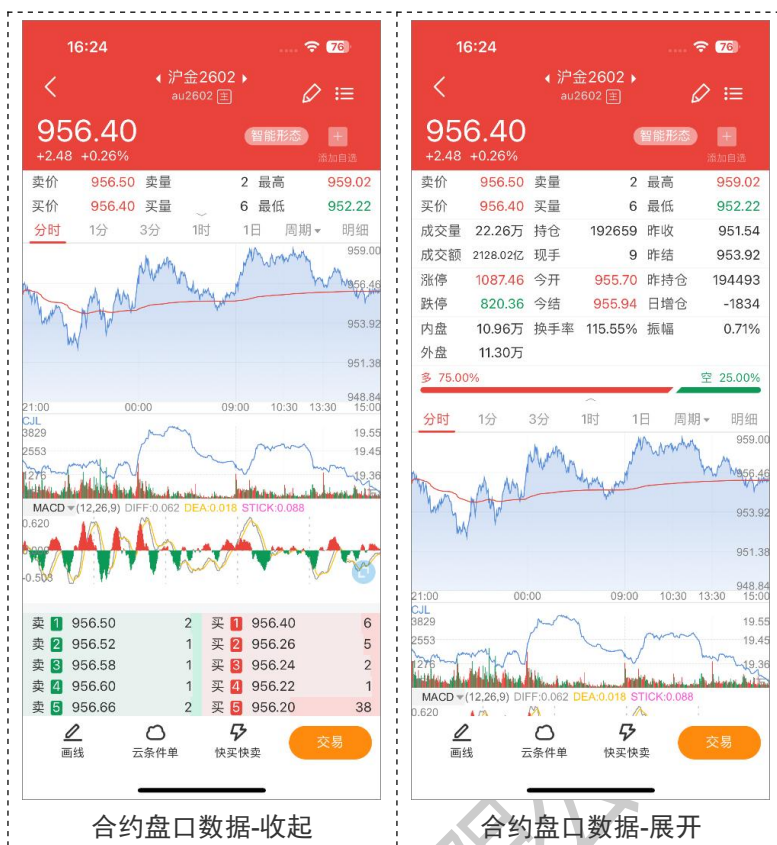 16:24
76
沪金2602
au2602 主
956.40
智能形态
+2.48 +0.26%
添加自选
卖价 956.50 卖量 2 最高 959.02
买价 956.40 买量 6 最低 952.22
分时 1分 3分 1时 1日 周期 明细
959.00
956.46
953.92
951.38
948.84
21:00 00:00 09:00 10:30 13:30 15:00
CJL
3829 19.55
2553 19.45
1276 19.36
MACD (12,26,9) DIFF:0.062 DEA:0.018 STICK:0.088
0.620
-0.503
卖 1 956.50 2 买 1 956.40 6
卖 2 956.52 1 买 2 956.26 5
卖 3 956.58 1 买 3 956.24 2
卖 4 956.60 1 买 4 956.22 1
卖 5 956.66 2 买 5 956.20 38
画线 云条件单 快买快卖 交易
合约盘口数据-收起
16:24
76
沪金2602
au2602 主
956.40
智能形态
+2.48 +0.26%
添加自选
卖价 956.50 卖量 2 最高 959.02
买价 956.40 买量 6 最低 952.22
成交量 22.26万 持仓 192659 昨收 951.54
成交额 2128.02亿 现手 9 昨结 953.92
涨停 1087.46 今开 955.70 昨持仓 194493
跌停 820.36 今结 955.94 日增仓 -1834
内盘 10.96万 换手率 115.55% 振幅 0.71%
外盘 11.30万
多 75.00% 空 25.00%
分时 1分 3分 1时 1日 周期 明细
959.00
956.46
953.92
951.38
948.84
21:00 00:00 09:00 10:30 13:30 15:00
CJL
3829 19.55
2553 19.45
1276 19.36
MACD (12,26,9) DIFF:0.062 DEA:0.018 STICK:0.088
0.620
画线 云条件单 快买快卖 交易
合约盘口数据-展开